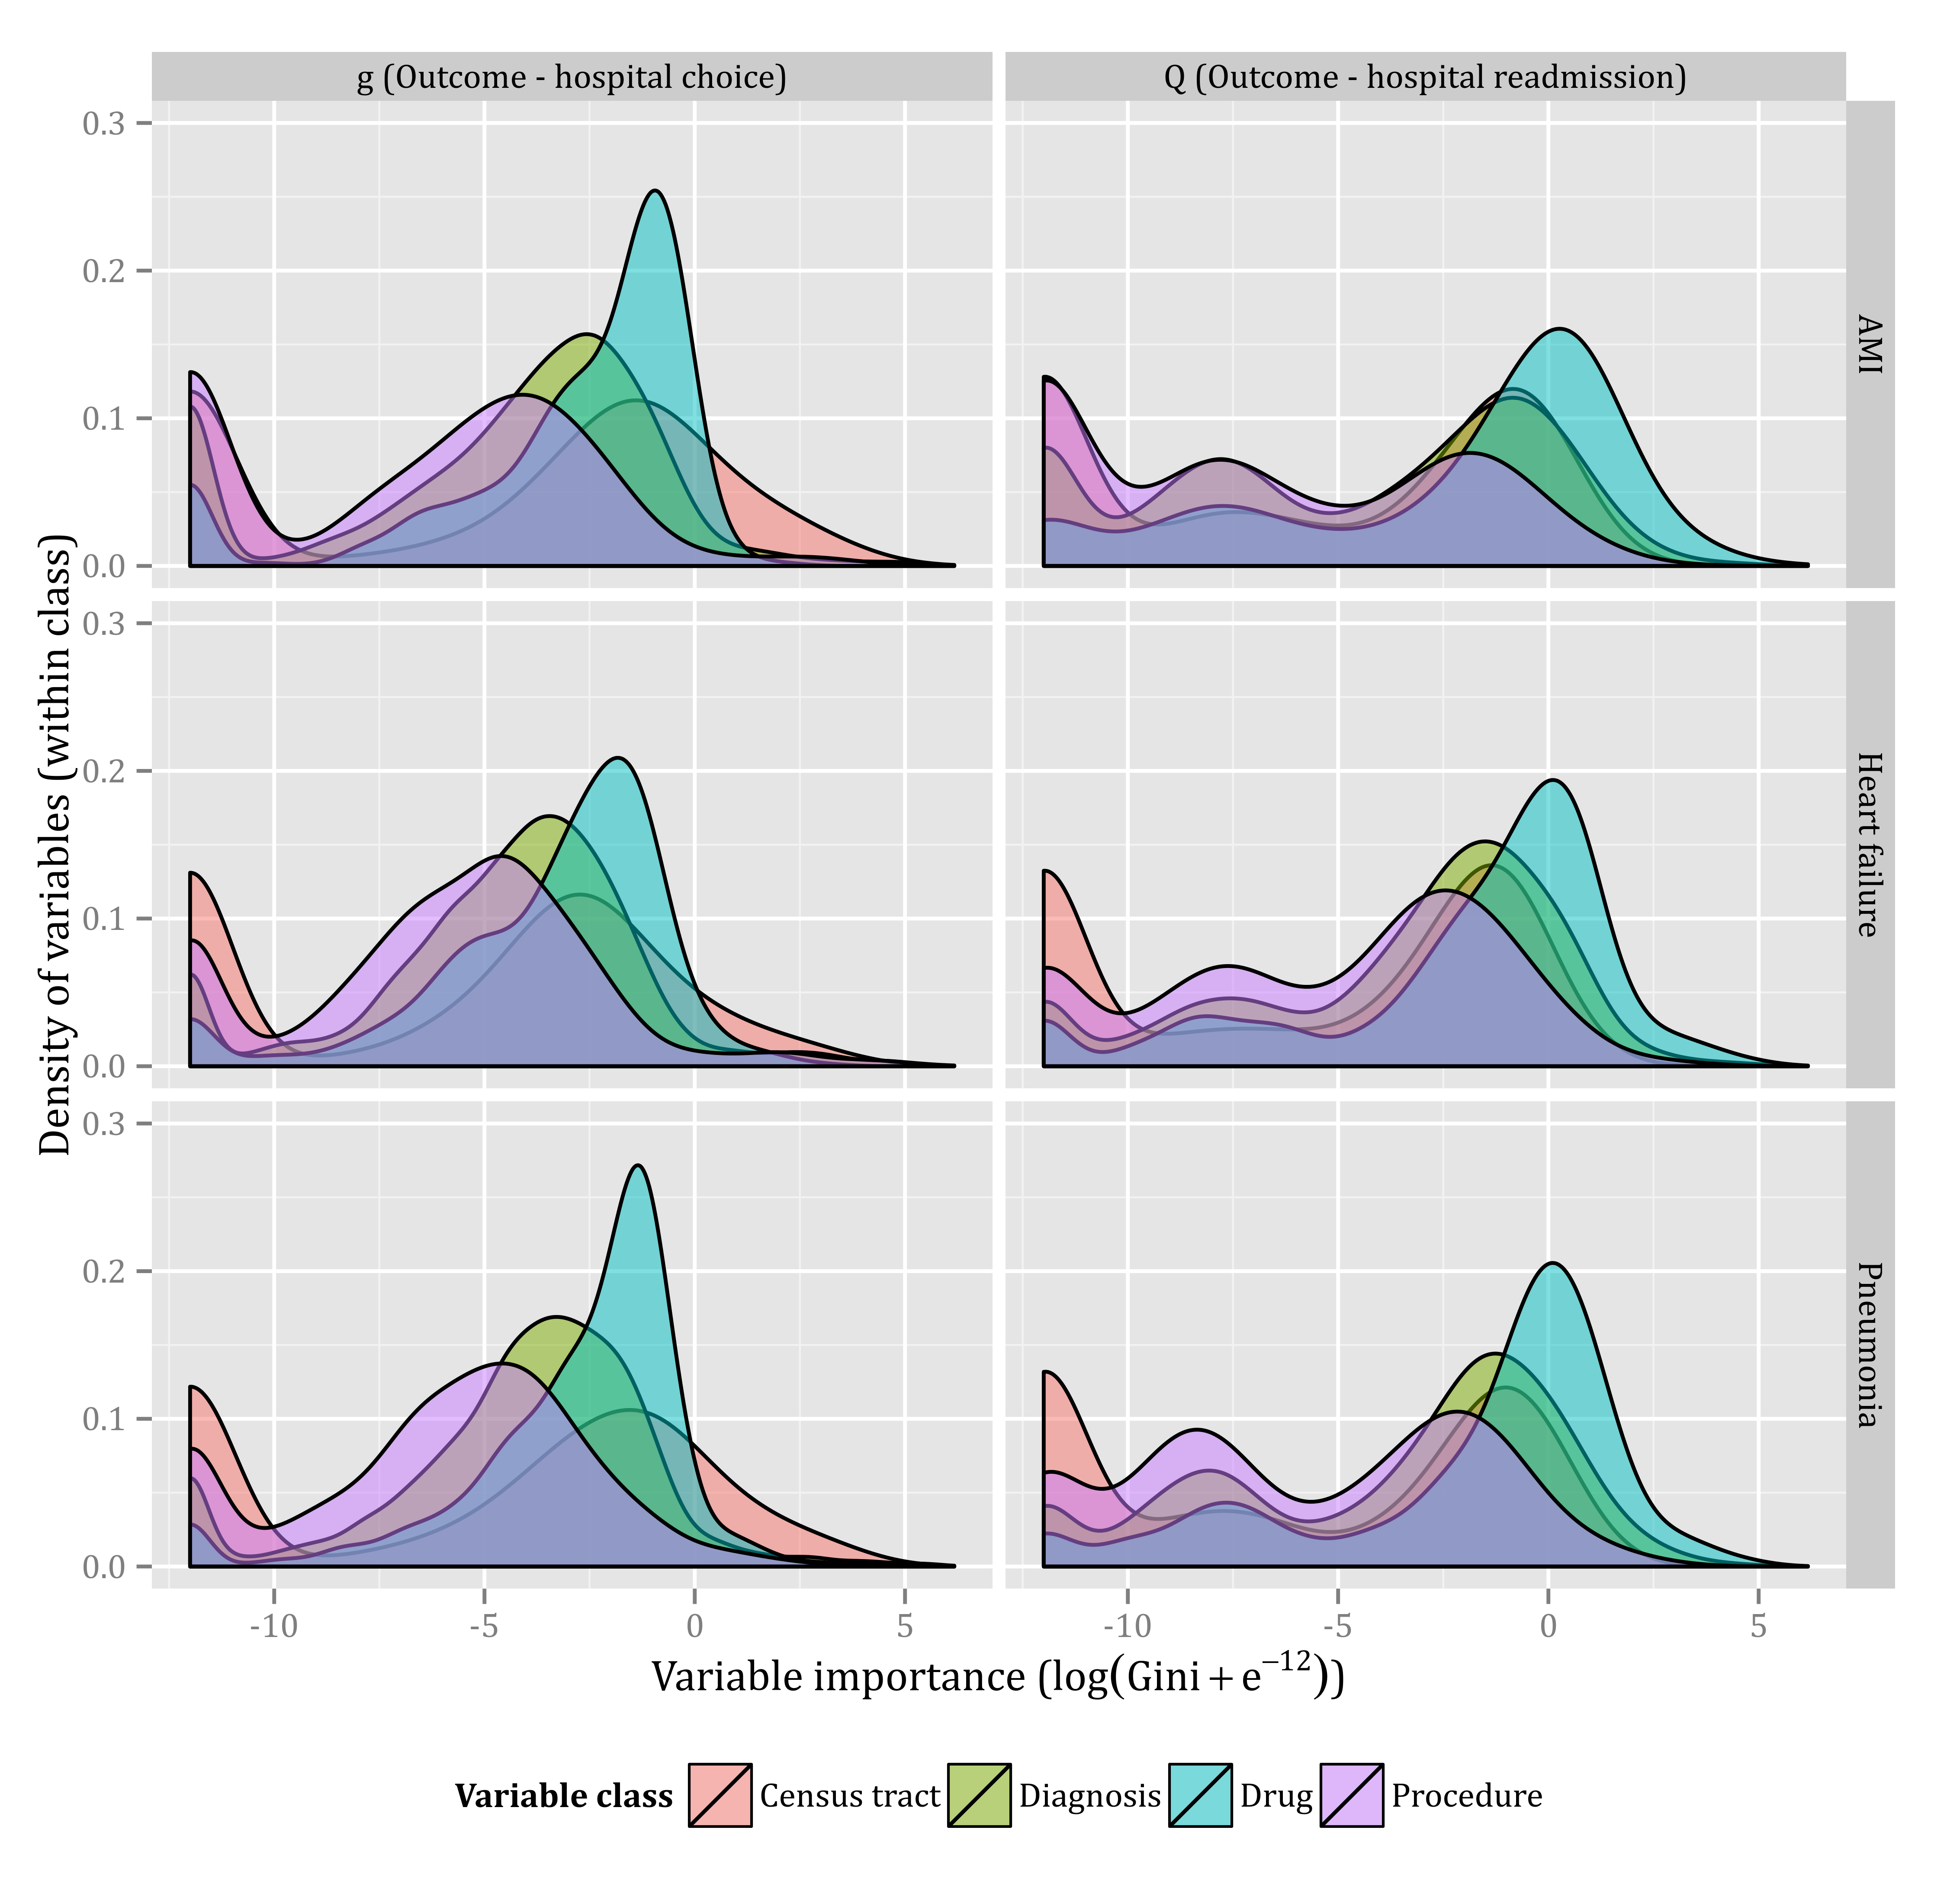 g (Outcome - hospital choice)
Q (Outcome - hospital readmission)
0.3
0.2
0.1
0.0
AMI
0.3
0.2
0.1
0.0
Heart failure
0.3
0.2
0.1
0.0
Pneumonia
Density of variables (within class)
-10 -5 0 5
-10 -5 0 5
Variable importance (log(Gini + e−12))
Variable class Census tract Diagnosis Drug Procedure